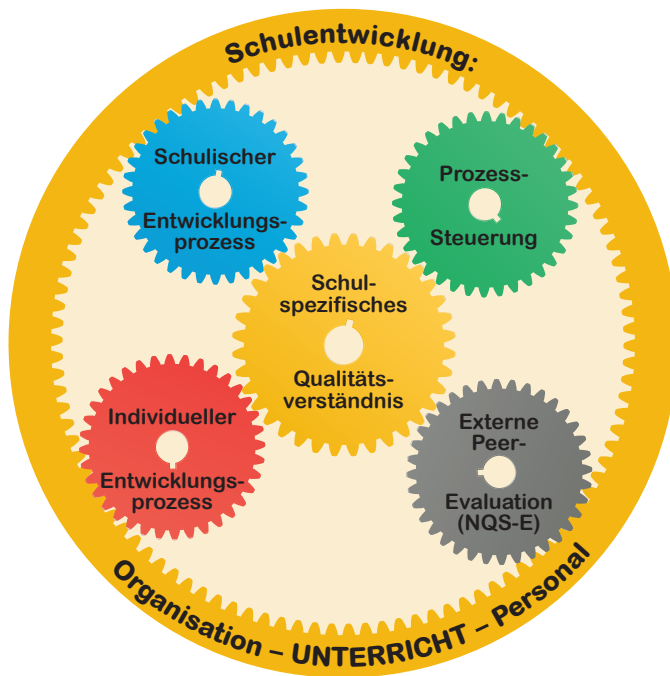 Schulentwicklung:
Schulischer
Entwicklungs-
prozess
Prozess-
Steuerung
Schul-
spezifisches
Qualitäts-
verständnis
Individueller
Entwicklungs-
prozess
Externe
Peer-
Evaluation
(NQS-E)
Organisation – UNTERRICHT – Personal